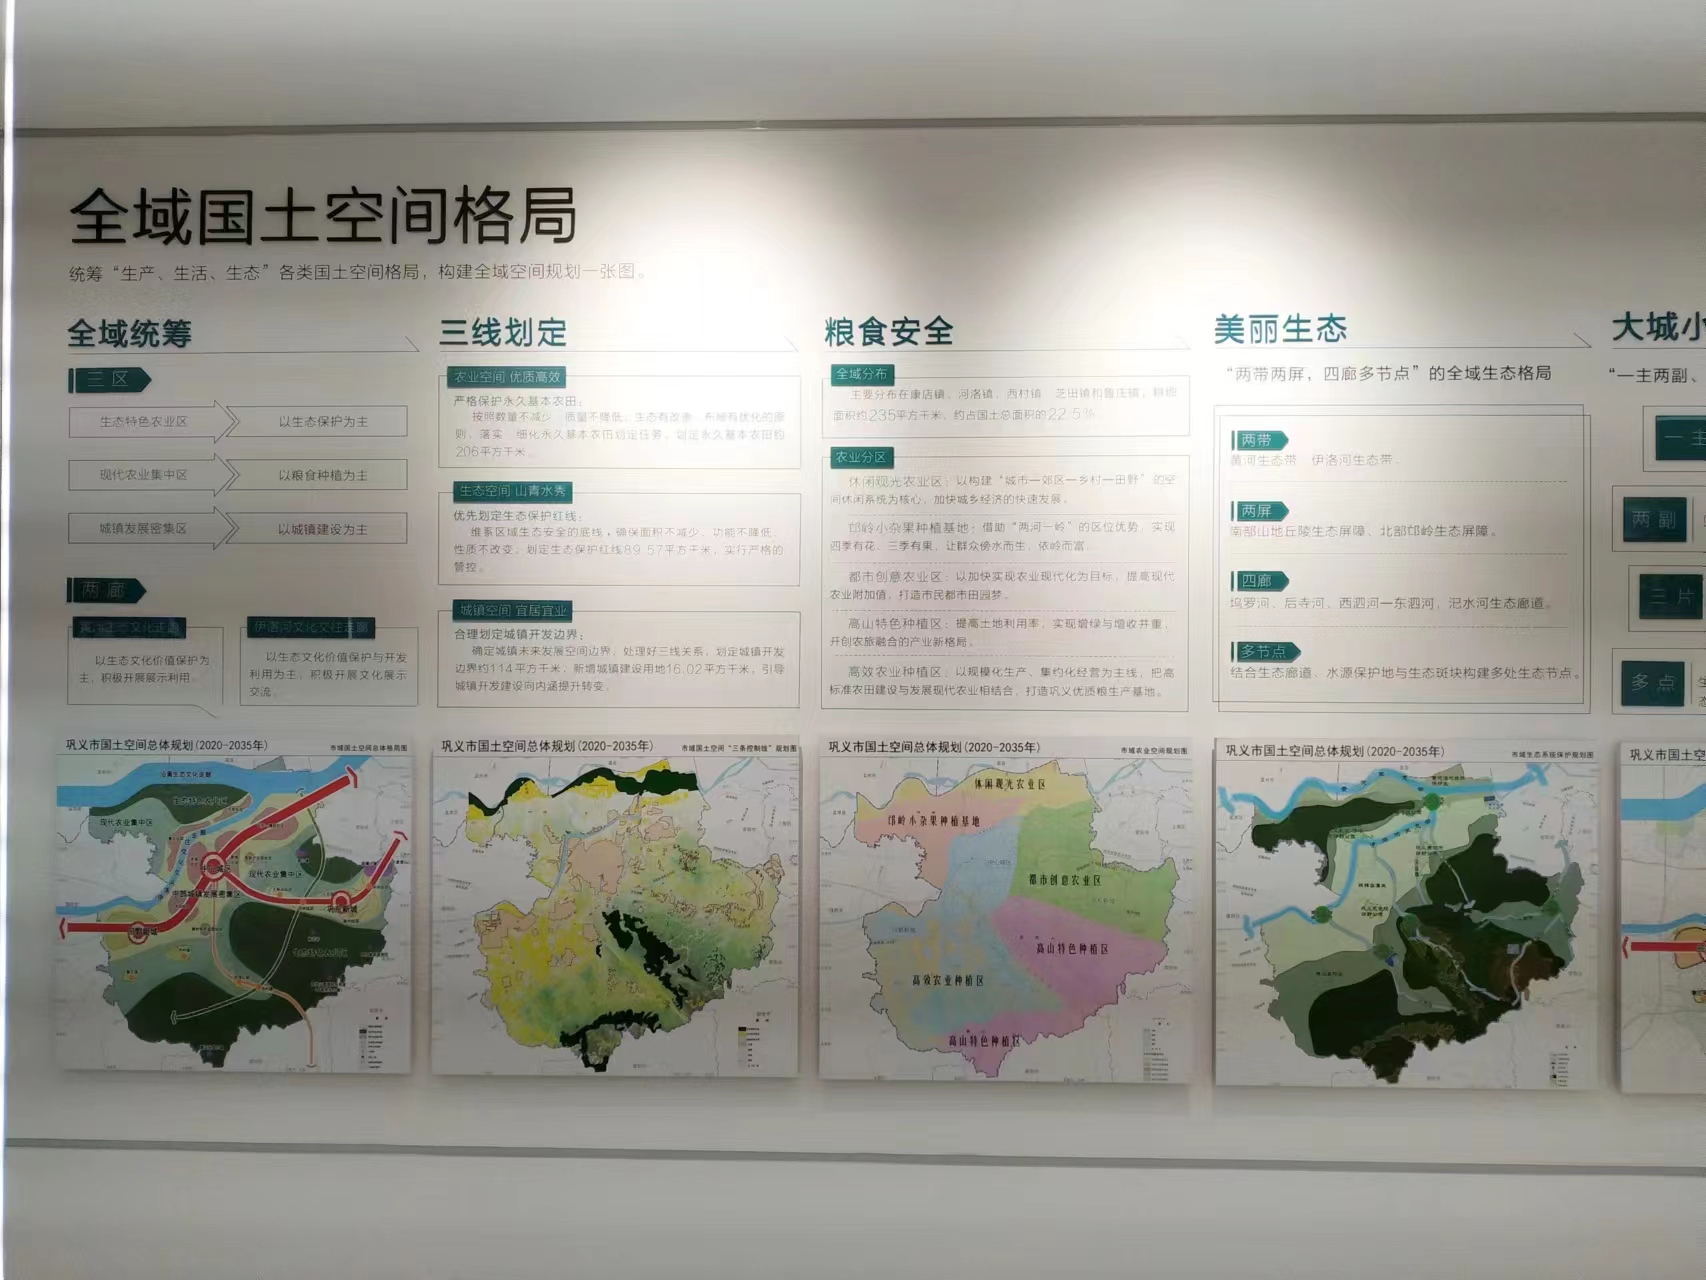 全域国土空间格局
统筹“生产、生活、生态”各类国土空间格局，构建全域空间规划一张图。
全域统筹
三区
生态特色农业区
以生态保护为主
现代农业集中区
以粮食种植为主
城镇发展密集区
以城镇建设为主
两廊
黄河生态文化走廊
以生态文化价值保护为
主，积极开展展示利用。
伊洛河文化交往走廊
以生态文化价值保护与开发
利用为主，积极开展文化展示
交流。
三线划定
农业空间 优质高效
严格保护永久基本农田：
按照数量不减少、质量不降低、生态有改善、布局有优化的原
则，落实、细化永久基本农田划定任务，划定永久基本农田约
206平方千米。
生态空间 山青水秀
优先划定生态保护红线：
维系区域生态安全的底线，确保面积不减少、功能不降低、
性质不改变，划定生态保护红线89.57平方千米，实行严格的
管控。
城镇空间 宜居宜业
合理划定城镇开发边界：
确定城镇未来发展空间边界，处理好三线关系，划定城镇开发
边界约114平方千米，新增城镇建设用地16.02平方千米，引导
城镇开发建设向内涵提升转变。
粮食安全
全域分布
主要分布在康店镇、河洛镇、西村镇、芝田镇和鲁庄镇，耕地
面积约235平方千米，约占国土总面积的22.5%
农业分区
休闲观光农业区：以构建“城市—郊区—乡村—田野”的空
间休闲系统为核心，加快城乡经济的快速发展。
邙岭小杂果种植基地：借助“两河一岭”的区位优势，实现
四季有花、三季有果，让群众傍水而生，依岭而富。
都市创意农业区：以加快实现农业现代化为目标，提高现代
农业附加值，打造市民都市田园梦。
高山特色种植区：提高土地利用率，实现增绿与增收并重，
开创农旅融合的产业新格局。
高效农业种植区：以规模化生产、集约化经营为主线，把高
标准农田建设与发展现代农业相结合，打造巩义优质粮生产基地。
美丽生态
“两带两屏，四廊多节点”的全域生态格局
两带
黄河生态带、伊洛河生态带。
两屏
南部山地丘陵生态屏障、北部邙岭生态屏障。
四廊
坞罗河、后寺河、西泗河—东泗河、汜水河生态廊道。
多节点
结合生态廊道、水源保护地与生态斑块构建多处生态节点。
大城小
“一主两副、
一主
两副
三片
多点
巩义市国土空间总体规划（2020-2035年）
市域国土空间总体格局图
沿黄生态文化走廊
现代农业集中区
中部城镇发展密集区
现代农业集中区
巩义市国土空间总体规划（2020-2035年）
市域国土空间“三条控制线”规划图
巩义市国土空间总体规划（2020-2035年）
市域农业空间规划图
休闲观光农业区
邙岭小杂果种植基地
都市创意农业区
高山特色种植区
高效农业种植区
高山特色种植区
巩义市国土空间总体规划（2020-2035年）
市域生态系统保护规划图
巩义市国土空